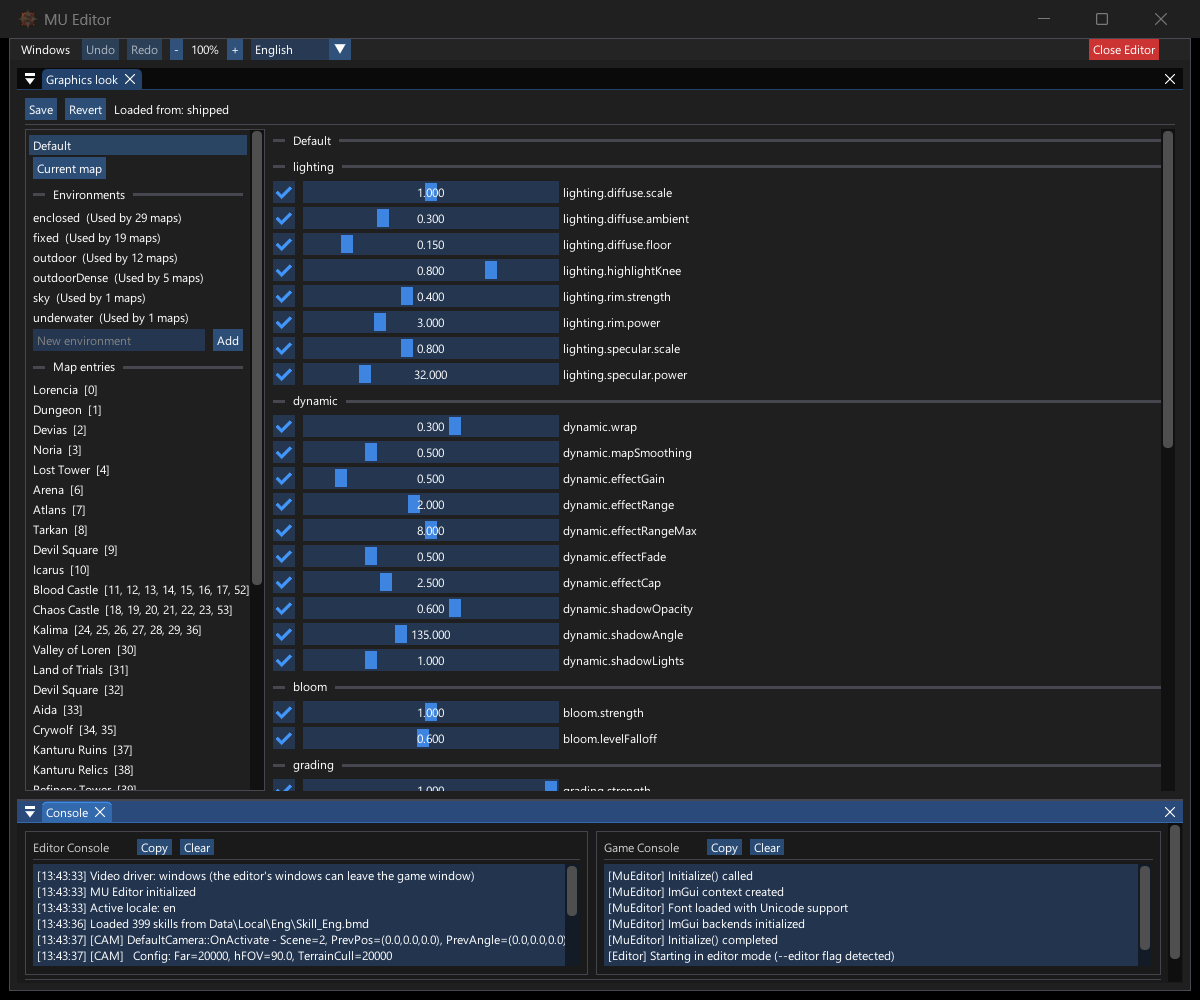 MU Editor
Windows Undo Redo - 100% + English Close Editor
Graphics look
Save Revert Loaded from: shipped
Default
Current map
Environments
enclosed (Used by 29 maps)
fixed (Used by 19 maps)
outdoor (Used by 12 maps)
outdoorDense (Used by 5 maps)
sky (Used by 1 maps)
underwater (Used by 1 maps)
New environment Add
Map entries
Lorencia [0]
Dungeon [1]
Devias [2]
Noria [3]
Lost Tower [4]
Arena [6]
Atlans [7]
Tarkan [8]
Devil Square [9]
Icarus [10]
Blood Castle [11, 12, 13, 14, 15, 16, 17, 52]
Chaos Castle [18, 19, 20, 21, 22, 23, 53]
Kalima [24, 25, 26, 27, 28, 29, 36]
Valley of Loren [30]
Land of Trials [31]
Devil Square [32]
Aida [33]
Crywolf [34, 35]
Kanturu Ruins [37]
Kanturu Relics [38]
Refinery Tower [39]
Default
lighting
1.000 lighting.diffuse.scale
0.300 lighting.diffuse.ambient
0.150 lighting.diffuse.floor
0.800 lighting.highlightKnee
0.400 lighting.rim.strength
3.000 lighting.rim.power
0.800 lighting.specular.scale
32.000 lighting.specular.power
dynamic
0.300 dynamic.wrap
0.500 dynamic.mapSmoothing
0.500 dynamic.effectGain
2.000 dynamic.effectRange
8.000 dynamic.effectRangeMax
0.500 dynamic.effectFade
2.500 dynamic.effectCap
0.600 dynamic.shadowOpacity
135.000 dynamic.shadowAngle
1.000 dynamic.shadowLights
bloom
1.000 bloom.strength
0.600 bloom.levelFalloff
grading
1.000 grading.strength
Console
Editor Console Copy Clear
[13:43:33] Video driver: windows (the editor's windows can leave the game window)
[13:43:33] MU Editor initialized
[13:43:33] Active locale: en
[13:43:36] Loaded 399 skills from Data\Local\Eng\Skill_Eng.bmd
[13:43:37] [CAM] DefaultCamera::OnActivate - Scene=2, PrevPos=(0.0,0.0,0.0), PrevAngle=(0.0,0.0,0.0)
[13:43:37] [CAM] Config: Far=20000, hFOV=90.0, TerrainCull=20000
Game Console Copy Clear
[MuEditor] Initialize() called
[MuEditor] ImGui context created
[MuEditor] Font loaded with Unicode support
[MuEditor] ImGui backends initialized
[MuEditor] Initialize() completed
[Editor] Starting in editor mode (--editor flag detected)